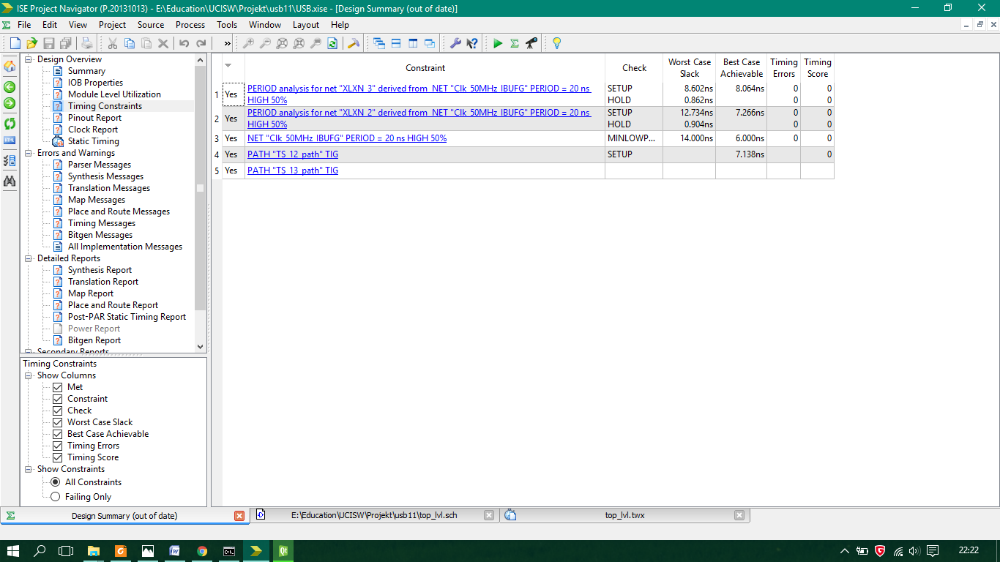 ISE Project Navigator (P.20131013) - E:\Education\UCISW\Projekt\usb11\USB.xise - [Design Summary (out of date)]
File Edit View Project Source Process Tools Window Layout Help
»
Design Overview
Summary
IOB Properties
Module Level Utilization
Timing Constraints
Pinout Report
Clock Report
Static Timing
Errors and Warnings
Parser Messages
Synthesis Messages
Translation Messages
Map Messages
Place and Route Messages
Timing Messages
Bitgen Messages
All Implementation Messages
Detailed Reports
Synthesis Report
Translation Report
Map Report
Place and Route Report
Post-PAR Static Timing Report
Power Report
Bitgen Report
Secondary Reports
Timing Constraints
Show Columns
Met
Constraint
Check
Worst Case Slack
Best Case Achievable
Timing Errors
Timing Score
Show Constraints
All Constraints
Failing Only
Constraint Check Worst Case Slack Best Case Achievable Timing Errors Timing Score
1 Yes PERIOD analysis for net "XLXN_3" derived from NET "Clk_50MHz_IBUFG" PERIOD = 20 ns SETUP 8.602ns 8.064ns 0 0
HIGH 50% HOLD 0.862ns 0 0
2 Yes PERIOD analysis for net "XLXN_2" derived from NET "Clk_50MHz_IBUFG" PERIOD = 20 ns SETUP 12.734ns 7.266ns 0 0
HIGH 50% HOLD 0.904ns 0 0
3 Yes NET "Clk_50MHz_IBUFG" PERIOD = 20 ns HIGH 50% MINLOWP... 14.000ns 6.000ns 0 0
4 Yes PATH "TS_12_path" TIG SETUP 7.138ns 0
5 Yes PATH "TS_13_path" TIG
Design Summary (out of date) E:\Education\UCISW\Projekt\usb11\top_lvl.sch top_lvl.twx
22:22